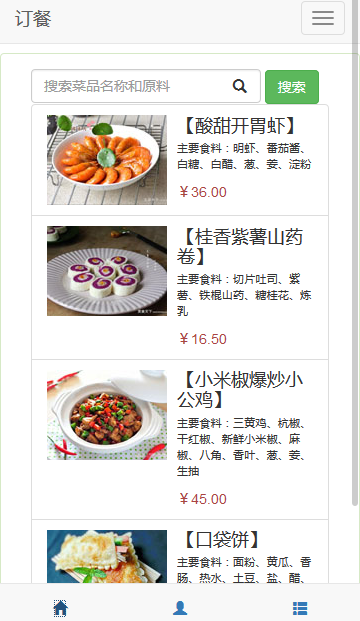 订餐
搜索菜品名称和原料
搜索
【酸甜开胃虾】
主要食料：明虾、番茄酱、
白糖、白醋、葱、姜、淀粉
￥36.00
【桂香紫薯山药
卷】
主要食料：切片吐司、紫
薯、铁棍山药、糖桂花、炼
乳
￥16.50
【小米椒爆炒小
公鸡】
主要食料：三黄鸡、杭椒、
干红椒、新鲜小米椒、麻
椒、八角、香叶、葱、姜、
生抽
￥45.00
【口袋饼】
主要食料：面粉、黄瓜、香
肠、热水、土豆、盐、醋、